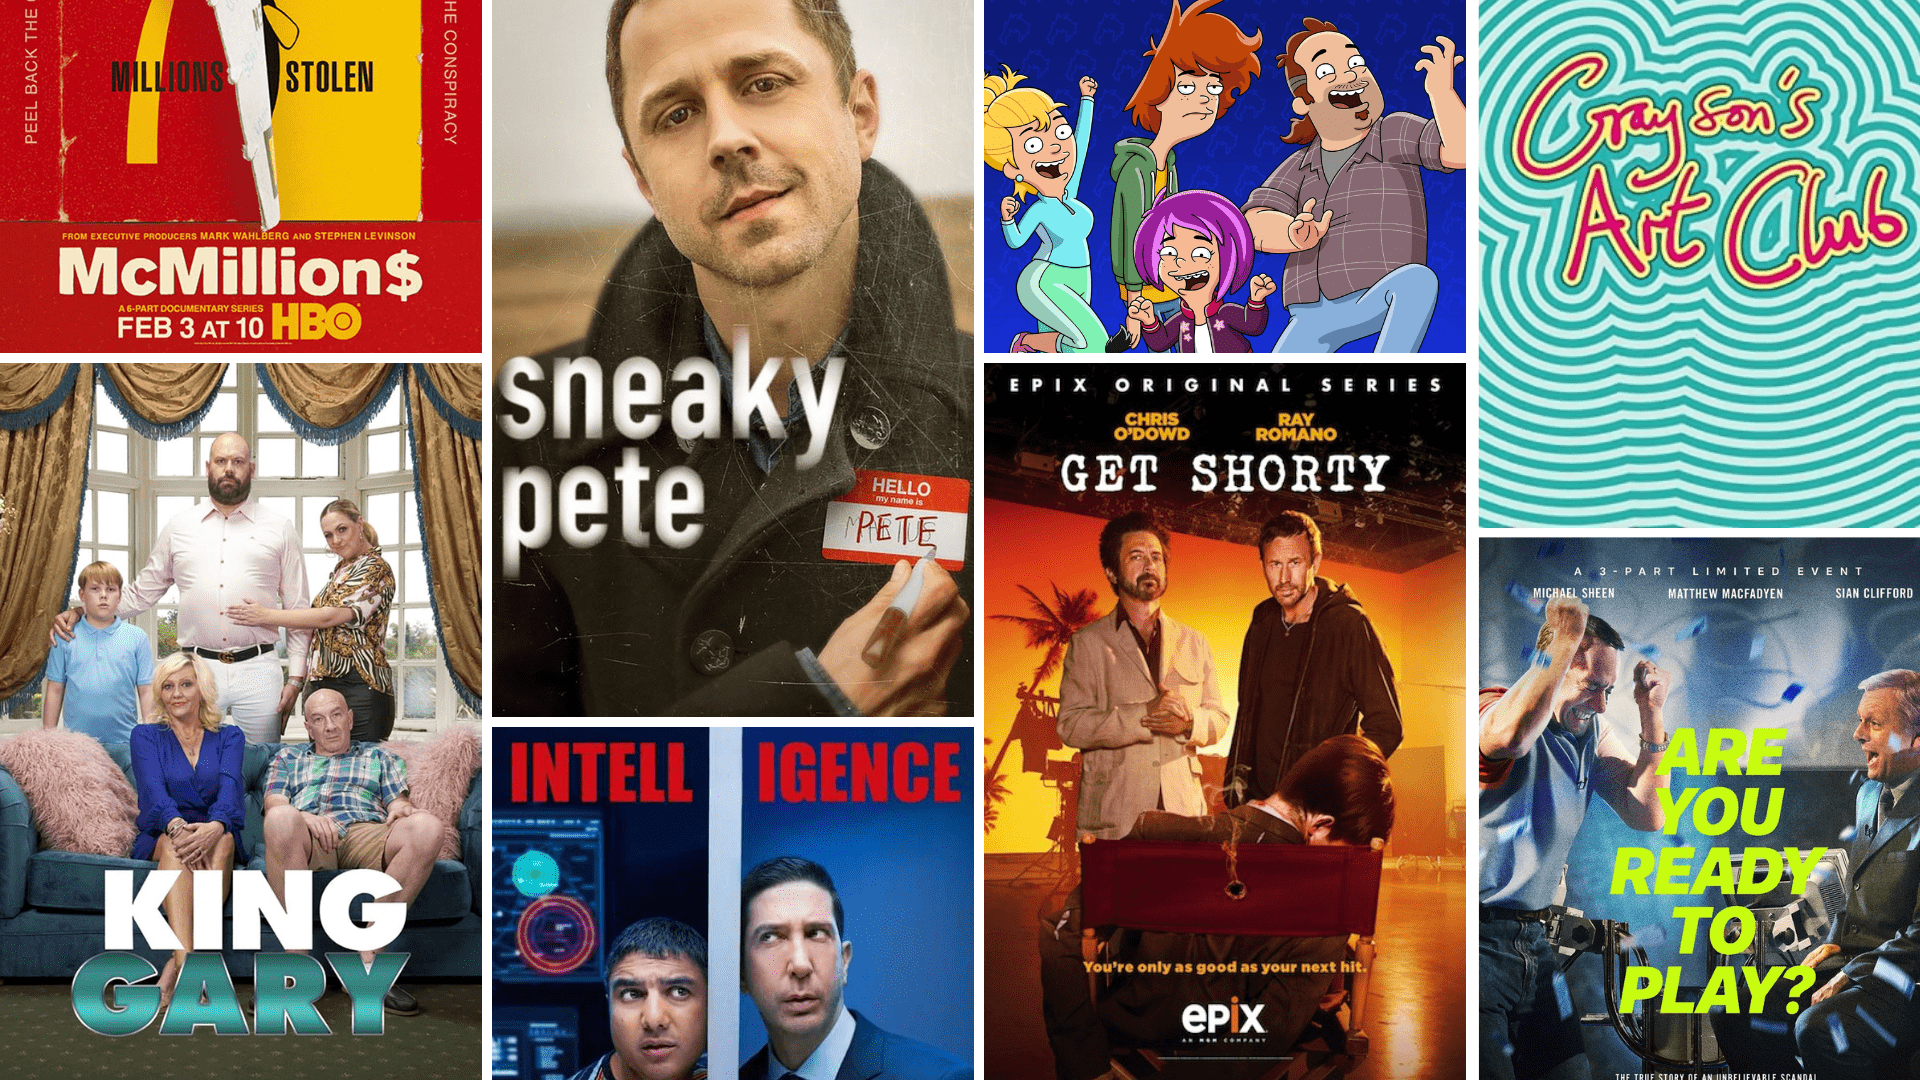 PEEL BACK THE
THE CONSPIRACY
MILLIONS STOLEN
FROM EXECUTIVE PRODUCERS MARK WAHLBERG AND STEPHEN LEVINSON
McMillion$
A 6-PART DOCUMENTARY SERIES
FEB 3 AT 10 HBO
KING
GARY
sneaky
pete
HELLO
my name is
PETE
INTELL IGENCE
EPIX ORIGINAL SERIES
CHRIS O'DOWD
RAY ROMANO
GET SHORTY
You're only as good as your next hit.
epix
AN MGM COMPANY
Grayson's
Art Club
A 3-PART LIMITED EVENT
MICHAEL SHEEN MATTHEW MACFADYEN SIAN CLIFFORD
ARE
YOU
READY
TO
PLAY?
THE TRUE STORY OF AN UNBELIEVABLE SCANDAL